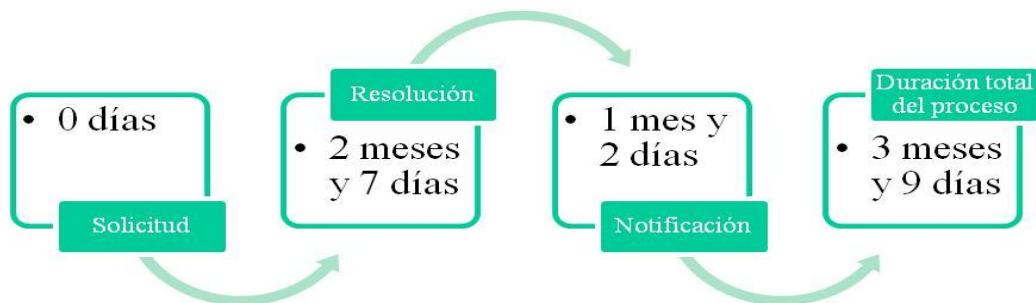 • 0 días
Solicitud
Resolución
• 2 meses
y 7 días
• 1 mes y
2 días
Notificación
Duración total
del proceso
• 3 meses
y 9 días